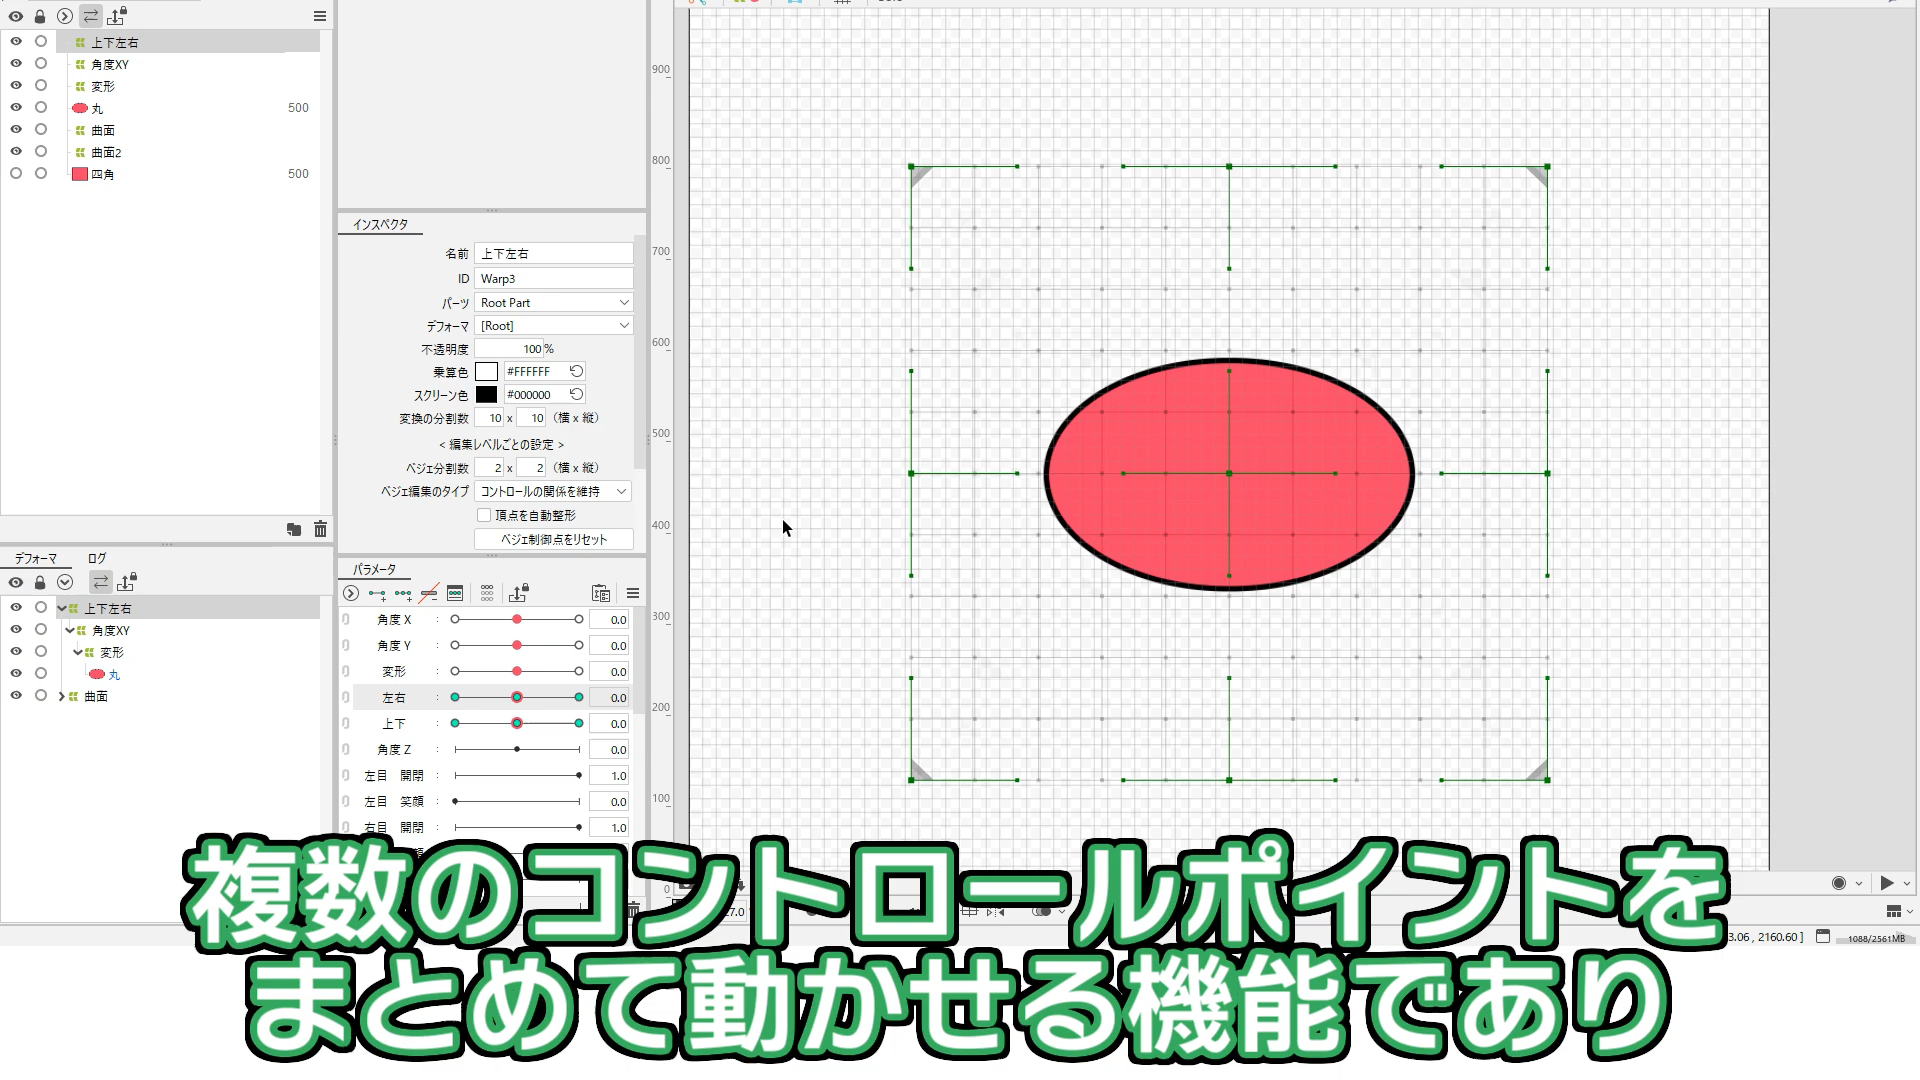 上下左右
角度XY
変形
丸 500
曲面
曲面2
四角 500
インスペクタ
名前 上下左右
ID Warp3
パーツ Root Part
デフォーマ [Root]
不透明度 100 %
乗算色 #FFFFFF
スクリーン色 #000000
変換の分割数 10 x 10 (横 x 縦)
< 編集レベルごとの設定 >
ベジェ分割数 2 x 2 (横 x 縦)
ベジェ編集のタイプ コントロールの関係を維持
頂点を自動整形
ベジェ制御点をリセット
デフォーマ ログ
上下左右
角度XY
変形
丸
曲面
パラメータ
角度 X : 0.0
角度 Y : 0.0
変形 : 0.0
左右 : 0.0
上下 : 0.0
角度 Z : 0.0
左目 開閉 : 1.0
左目 笑顔 : 0.0
右目 開閉 : 1.0
900
800
700
600
500
400
300
200
100
0
3.06 , 2160.60 ]
1088/2561MB
複数のコントロールポイントを
まとめて動かせる機能であり